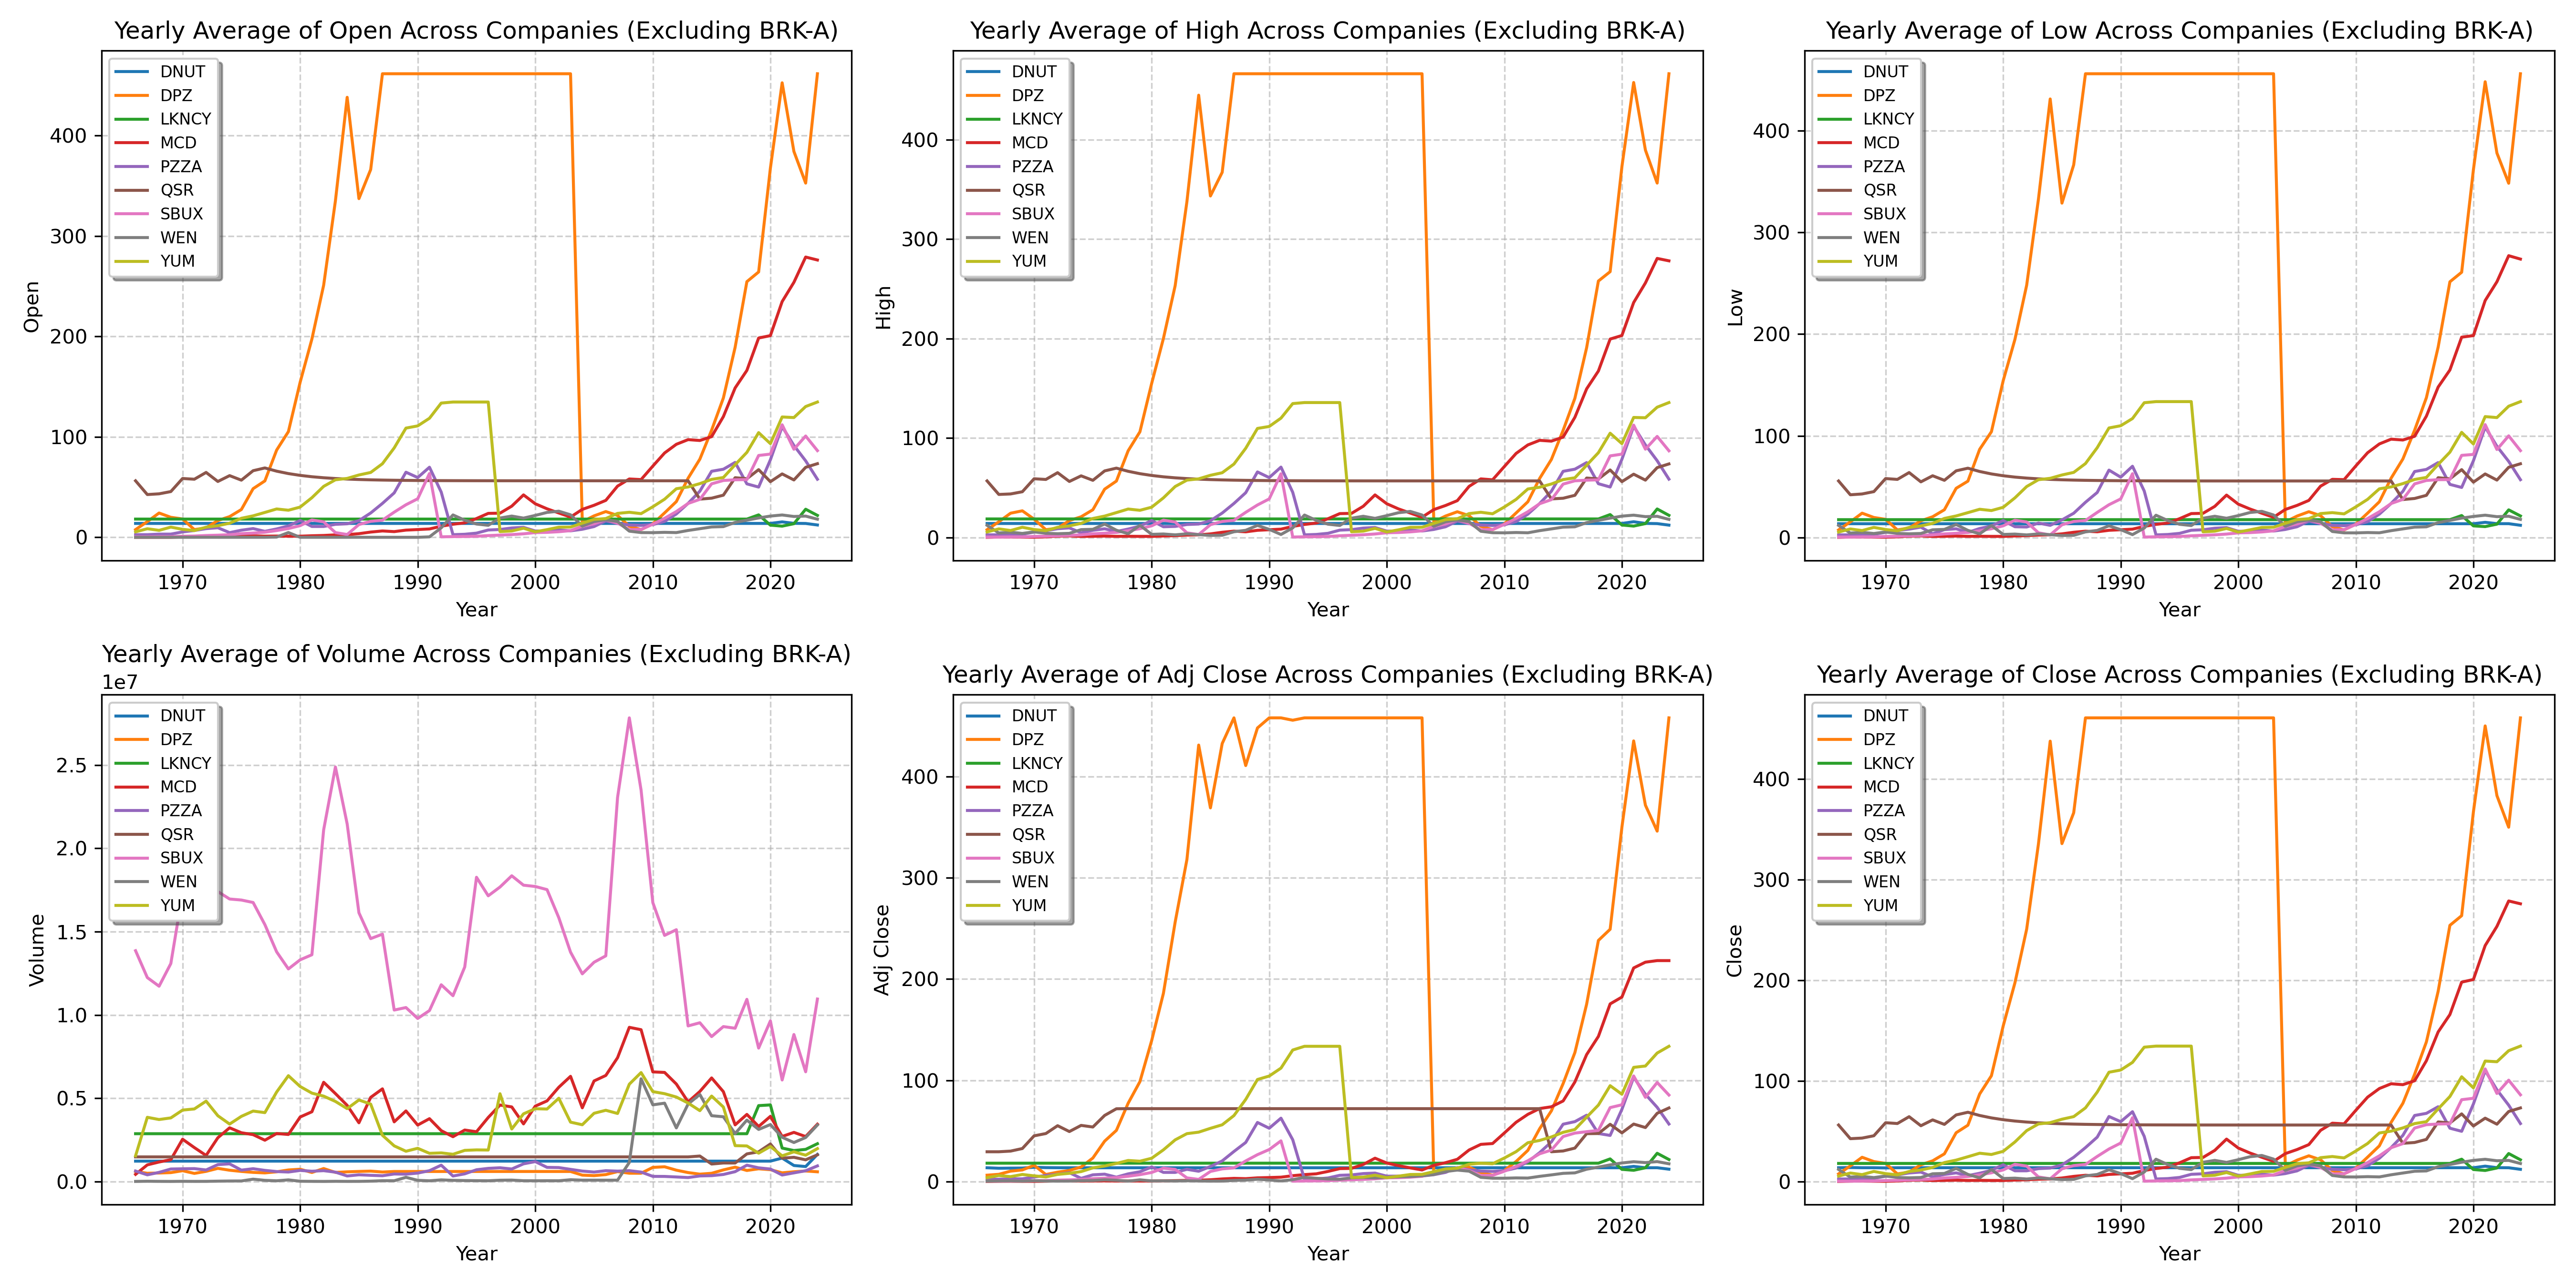 Yearly Average of Open Across Companies (Excluding BRK-A)
DNUT
DPZ
LKNCY
MCD
PZZA
QSR
SBUX
WEN
YUM
400
300
200
100
0
Open
1970 1980 1990 2000 2010 2020
Year
Yearly Average of High Across Companies (Excluding BRK-A)
DNUT
DPZ
LKNCY
MCD
PZZA
QSR
SBUX
WEN
YUM
400
300
200
100
0
High
1970 1980 1990 2000 2010 2020
Year
Yearly Average of Low Across Companies (Excluding BRK-A)
DNUT
DPZ
LKNCY
MCD
PZZA
QSR
SBUX
WEN
YUM
400
300
200
100
0
Low
1970 1980 1990 2000 2010 2020
Year
Yearly Average of Volume Across Companies (Excluding BRK-A)
1e7
DNUT
DPZ
LKNCY
MCD
PZZA
QSR
SBUX
WEN
YUM
2.5
2.0
1.5
1.0
0.5
0.0
Volume
1970 1980 1990 2000 2010 2020
Year
Yearly Average of Adj Close Across Companies (Excluding BRK-A)
DNUT
DPZ
LKNCY
MCD
PZZA
QSR
SBUX
WEN
YUM
400
300
200
100
0
Adj Close
1970 1980 1990 2000 2010 2020
Year
Yearly Average of Close Across Companies (Excluding BRK-A)
DNUT
DPZ
LKNCY
MCD
PZZA
QSR
SBUX
WEN
YUM
400
300
200
100
0
Close
1970 1980 1990 2000 2010 2020
Year